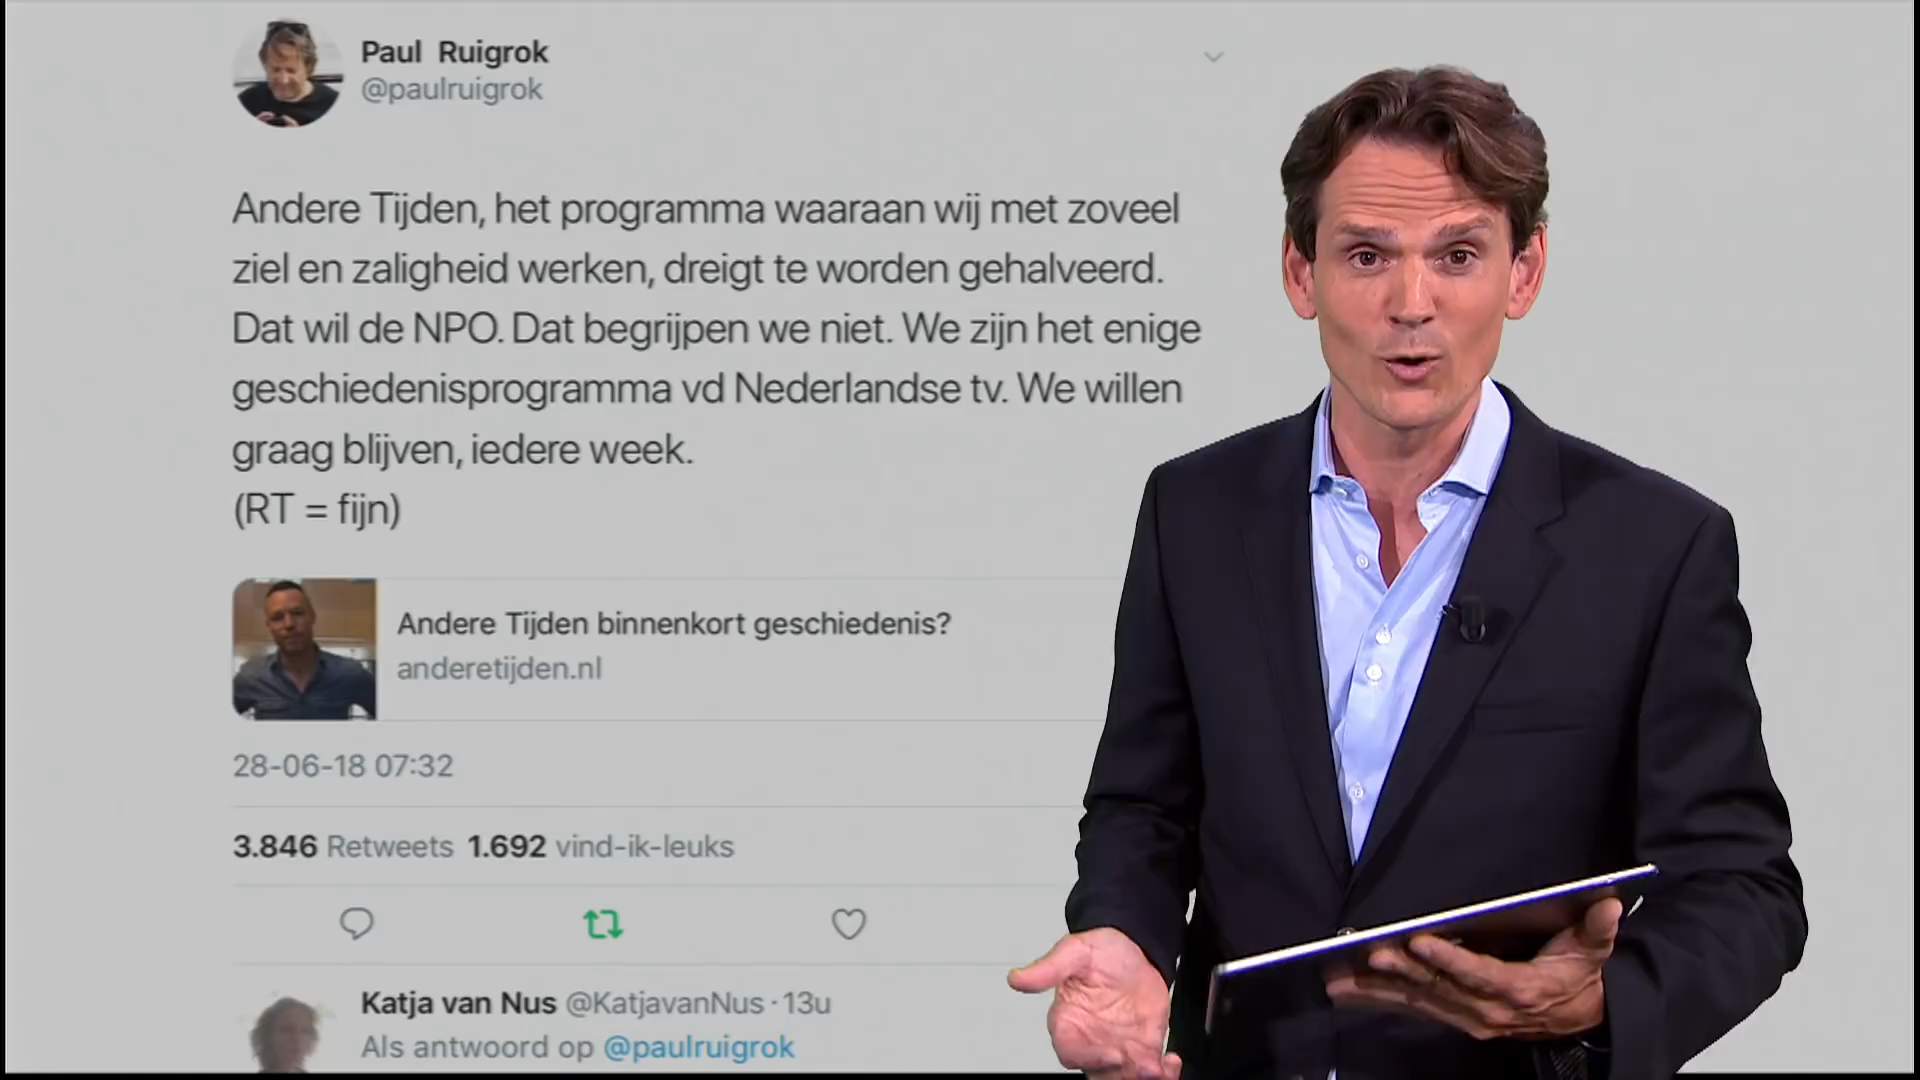 Paul Ruigrok
@paulruigrok
Andere Tijden, het programma waaraan wij met zoveel
ziel en zaligheid werken, dreigt te worden gehalveerd.
Dat wil de NPO. Dat begrijpen we niet. We zijn het enige
geschiedenisprogramma vd Nederlandse tv. We willen
graag blijven, iedere week.
(RT = fijn)
Andere Tijden binnenkort geschiedenis?
anderetijden.nl
28-06-18 07:32
3.846 Retweets 1.692 vind-ik-leuks
Katja van Nus @KatjavanNus · 13u
Als antwoord op @paulruigrok